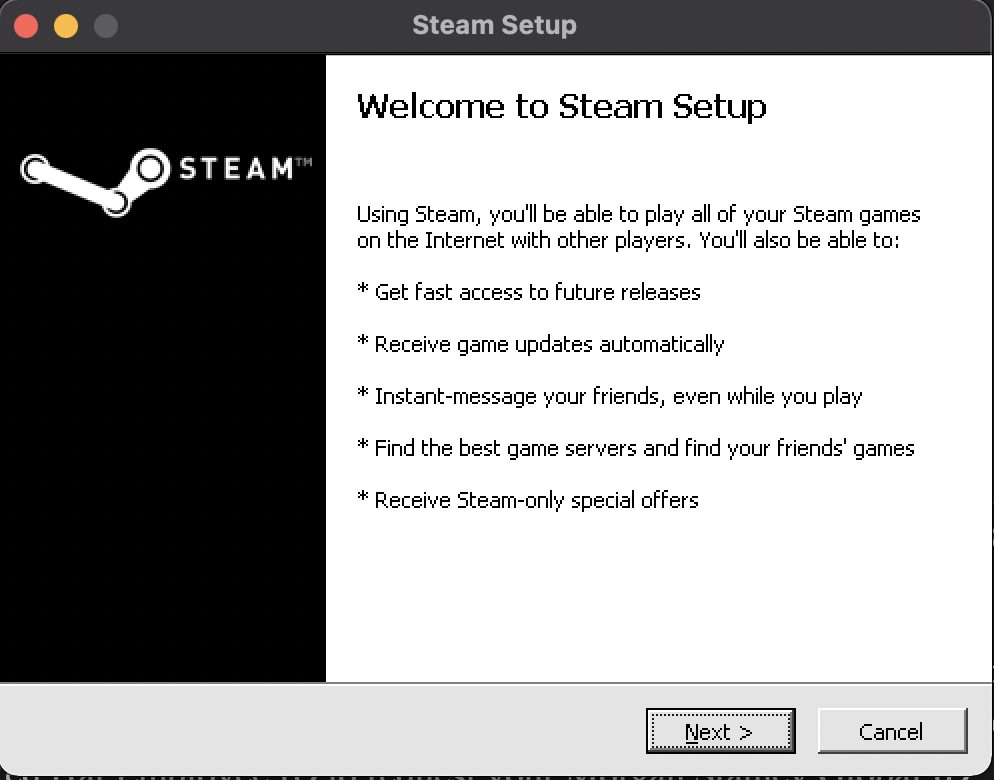 Steam Setup
STEAM™
Welcome to Steam Setup
Using Steam, you'll be able to play all of your Steam games
on the Internet with other players. You'll also be able to:
* Get fast access to future releases
* Receive game updates automatically
* Instant-message your friends, even while you play
* Find the best game servers and find your friends' games
* Receive Steam-only special offers
Next >
Cancel